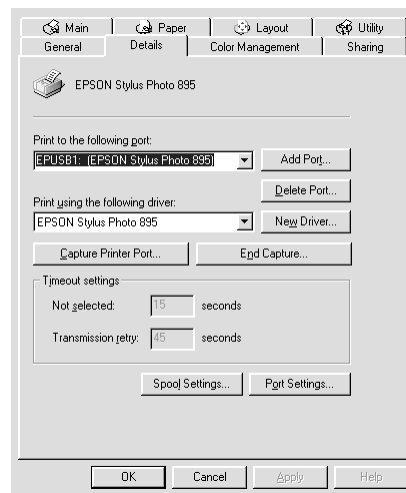 Main Paper Layout Utility
General Details Color Management Sharing
EPSON Stylus Photo 895
Print to the following port:
EPUSB1: (EPSON Stylus Photo 895) Add Port...
Delete Port...
Print using the following driver:
EPSON Stylus Photo 895 New Driver...
Capture Printer Port... End Capture...
Timeout settings
Not selected: 15 seconds
Transmission retry: 45 seconds
Spool Settings... Port Settings...
OK Cancel Apply Help